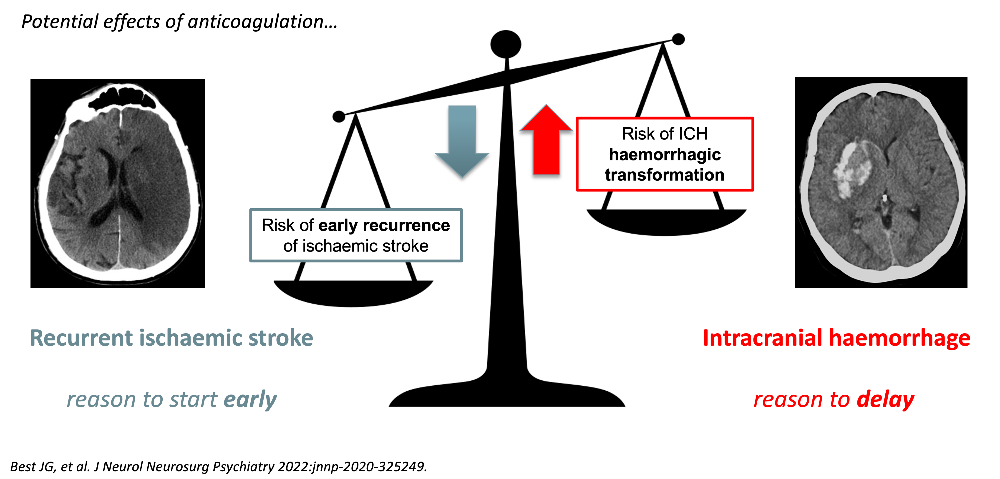 Potential effects of anticoagulation...
Risk of ICH
haemorrhagic
transformation
Risk of early recurrence
of ischaemic stroke
Recurrent ischaemic stroke
Intracranial haemorrhage
reason to start early
reason to delay
Best JG, et al. J Neurol Neurosurg Psychiatry 2022:jnnp-2020-325249.